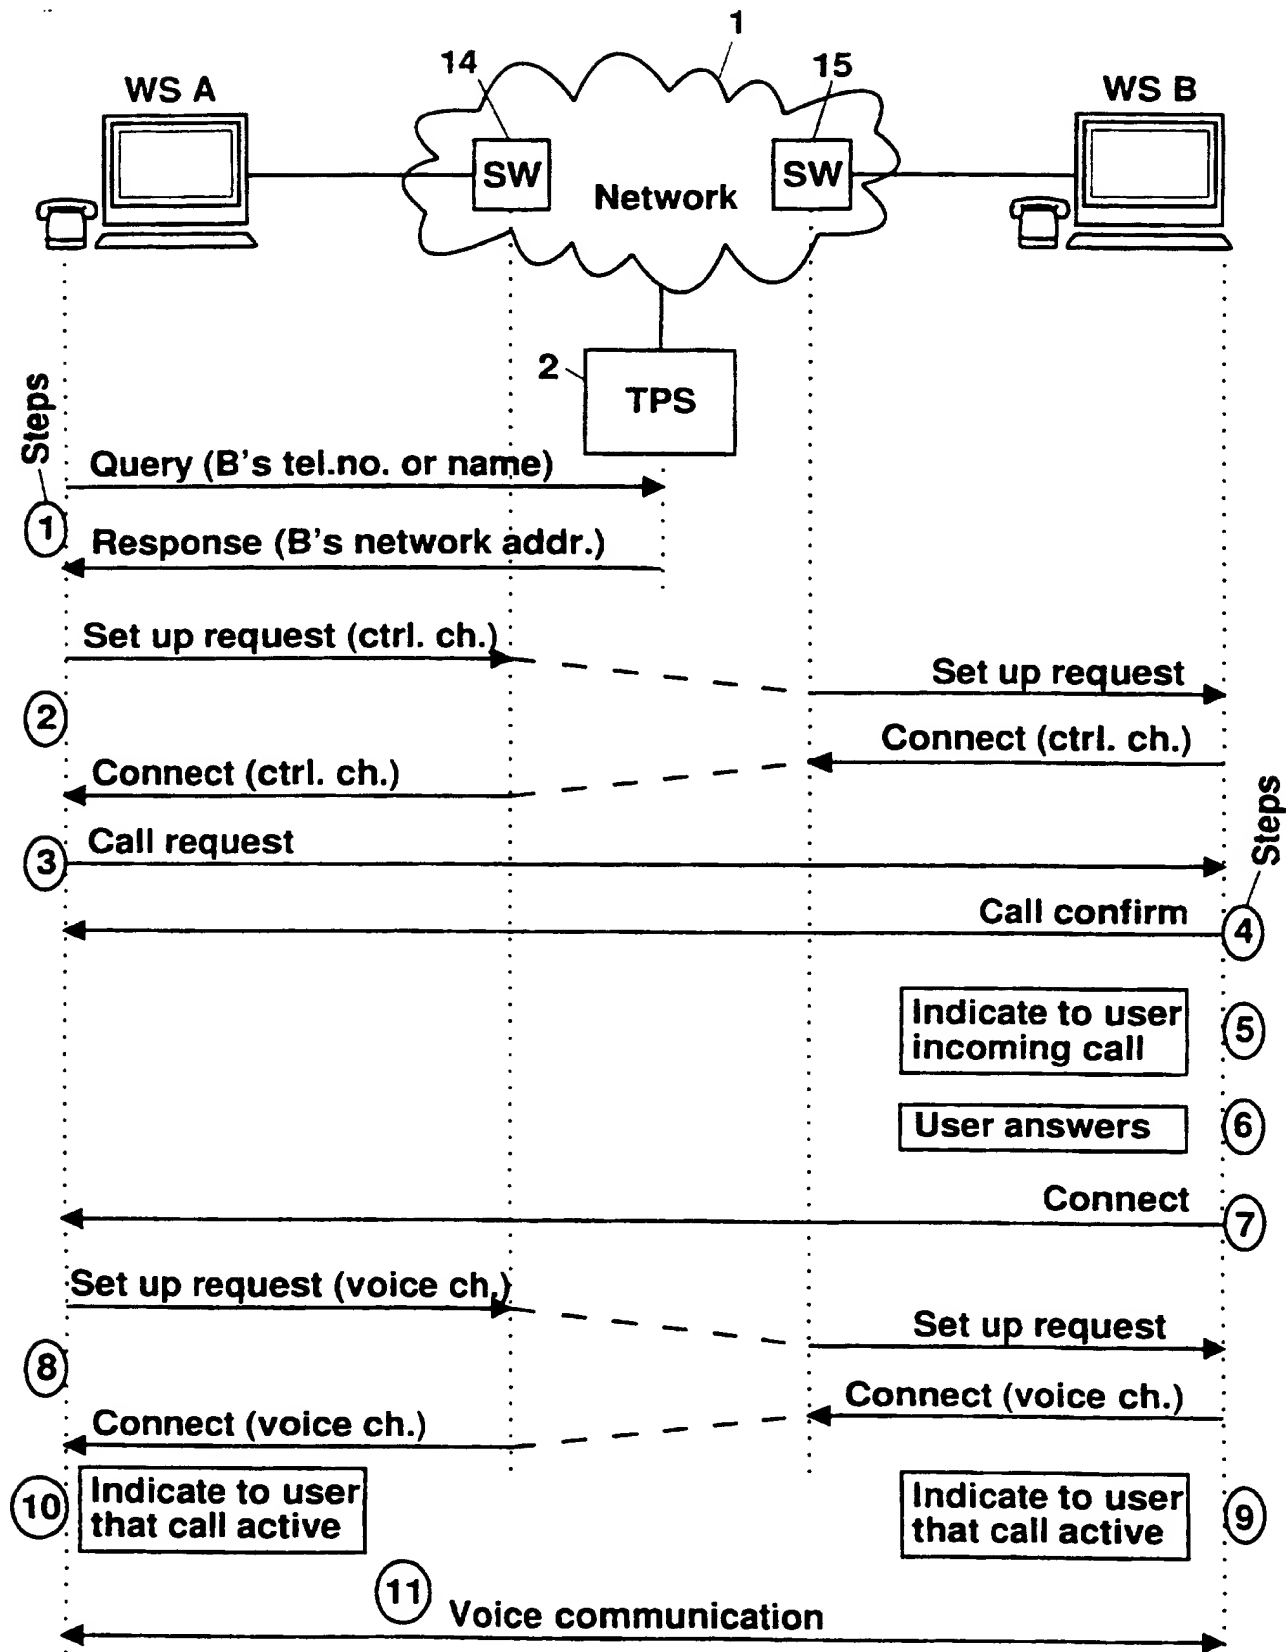 1
14
15
WS A
WS B
SW
SW
Network
2
TPS
Steps
Query (B's tel.no. or name)
1
Response (B's network addr.)
Set up request (ctrl. ch.)
Set up request
2
Connect (ctrl. ch.)
Connect (ctrl. ch.)
Steps
3
Call request
Call confirm
4
Indicate to user
incoming call
5
User answers
6
Connect
7
Set up request (voice ch.)
Set up request
8
Connect (voice ch.)
Connect (voice ch.)
10
Indicate to user
that call active
Indicate to user
that call active
9
11
Voice communication